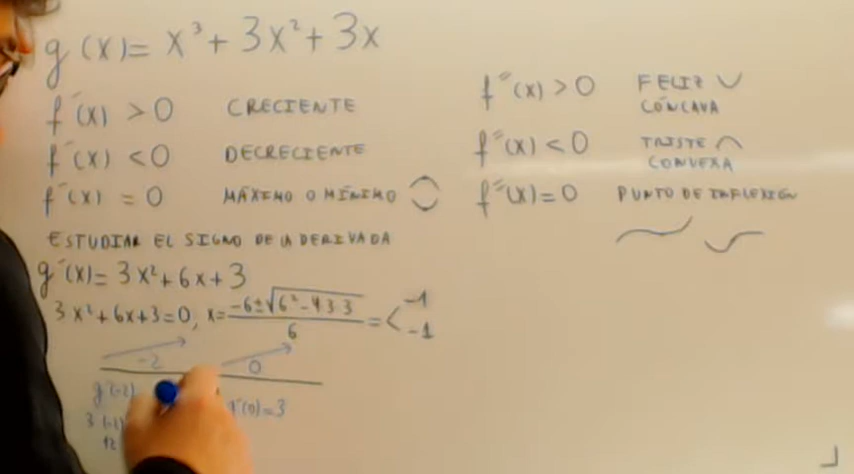 g(x)= x³+3x²+3x
f'(x) > 0 CRECIENTE
f'(x) < 0 DECRECIENTE
f'(x) = 0 MÁXIMO O MÍNIMO
ESTUDIAR EL SIGNO DE LA DERIVADA
g'(x)= 3x²+6x+3
3x²+6x+3=0, x= -6±√6²-4·3·3 / 6 = < -1 -1
-2 0
g'(-2) g'(0)=3
3(-2)
12
f''(x) > 0 FELIZ ∪
CÓNCAVA
f''(x) < 0 TRISTE ∩
CONVEXA
f''(x)=0 PUNTO DE INFLEXIÓN